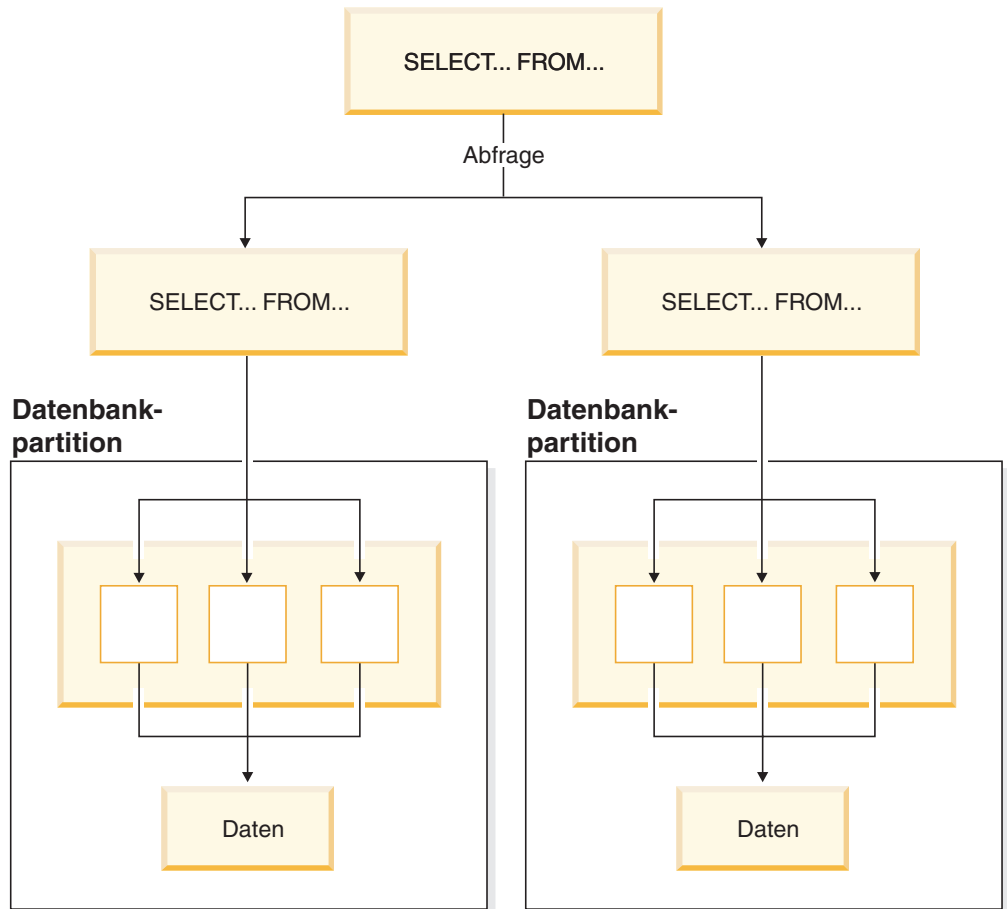 SELECT... FROM...
Abfrage
SELECT... FROM...
SELECT... FROM...
Datenbank-
partition
Datenbank-
partition
Daten
Daten